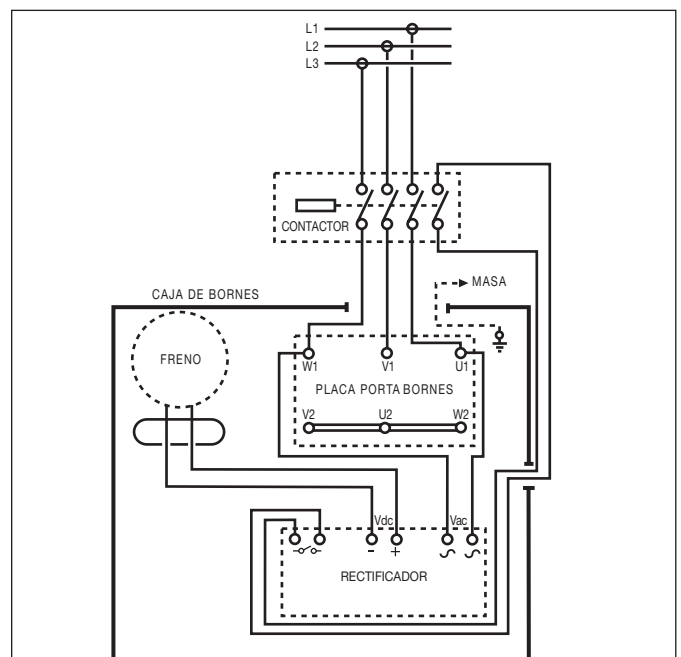 L1
L2
L3
CONTACTOR
MASA
CAJA DE BORNES
FRENO
W1 V1 U1
PLACA PORTA BORNES
V2 U2 W2
Vdc Vac
- +
RECTIFICADOR